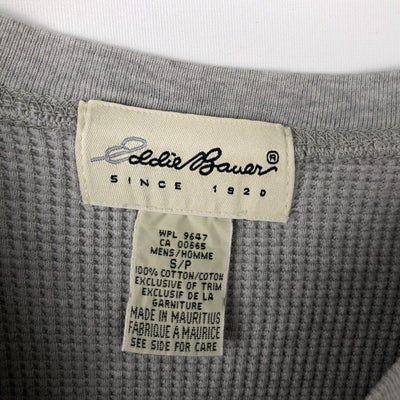 Eddie Bauer®
SINCE 1920
WPL 9647
CA 00665
MENS/HOMME
S/P
100% COTTON/COTON
EXCLUSIVE OF TRIM
EXCLUSIF DE LA
GARNITURE
MADE IN MAURITIUS
FABRIQUE À MAURICE
SEE SIDE FOR CARE